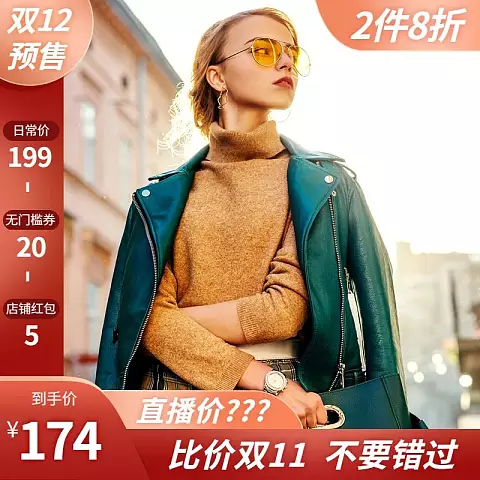 双12
预售
2件8折
日常价
199
-
无门槛券
20
-
店铺红包
5
到手价
¥174
直播价???
比价双11 不要错过